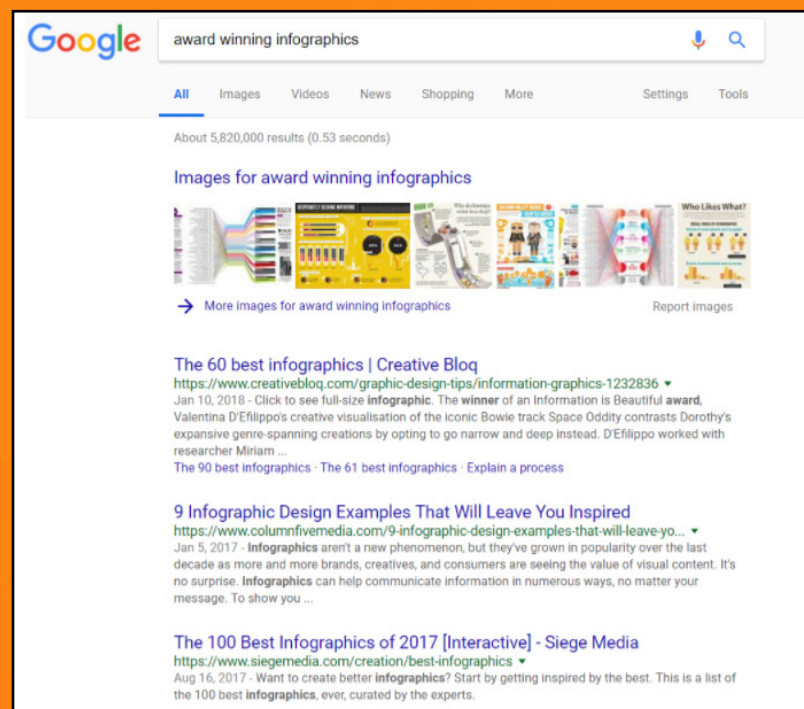 Google
award winning infographics
All Images Videos News Shopping More Settings Tools
About 5,820,000 results (0.53 seconds)
Images for award winning infographics
Who Likes What?
More images for award winning infographics Report images
The 60 best infographics | Creative Bloq
https://www.creativebloq.com/graphic-design-tips/information-graphics-1232836
Jan 10, 2018 - Click to see full-size infographic. The winner of an Information is Beautiful award,
Valentina D'Efilippo's creative visualisation of the iconic Bowie track Space Oddity contrasts Dorothy's
expansive genre-spanning creations by opting to go narrow and deep instead. D'Efilippo worked with
researcher Miriam ...
The 90 best infographics · The 61 best infographics · Explain a process
9 Infographic Design Examples That Will Leave You Inspired
https://www.columnfivemedia.com/9-infographic-design-examples-that-will-leave-yo...
Jan 5, 2017 - Infographics aren't a new phenomenon, but they've grown in popularity over the last
decade as more and more brands, creatives, and consumers are seeing the value of visual content. It's
no surprise. Infographics can help communicate information in numerous ways, no matter your
message. To show you ...
The 100 Best Infographics of 2017 [Interactive] - Siege Media
https://www.siegemedia.com/creation/best-infographics
Aug 16, 2017 - Want to create better infographics? Start by getting inspired by the best. This is a list of
the 100 best infographics, ever, curated by the experts.